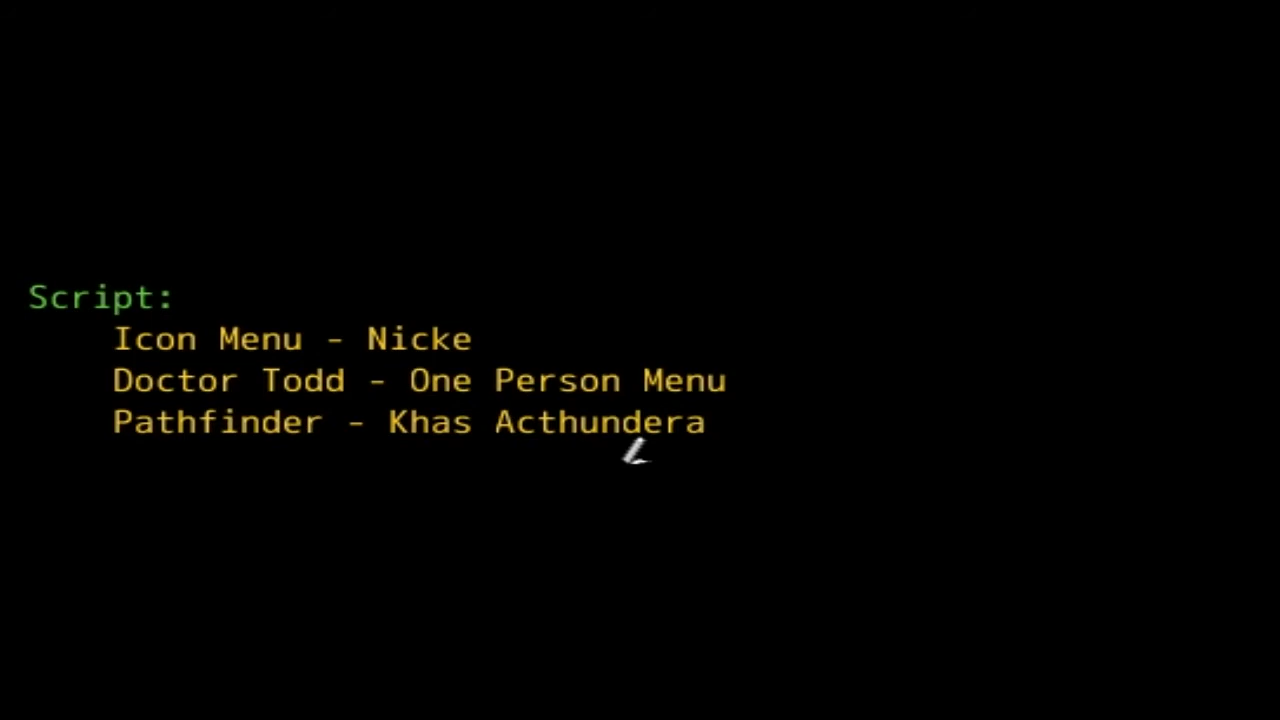 Script:
Icon Menu - Nicke
Doctor Todd - One Person Menu
Pathfinder - Khas Acthundera